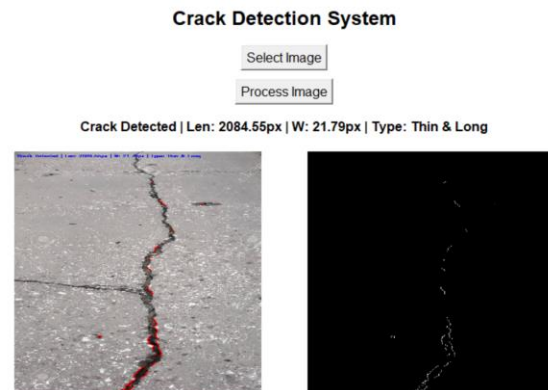 Crack Detection System
Select Image
Process Image
Crack Detected | Len: 2084.55px | W: 21.79px | Type: Thin & Long